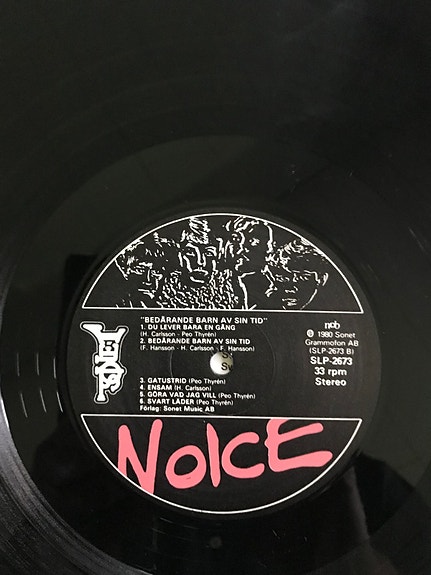 "BEDÅRANDE BARN AV SIN TID"
1. DU LEVER BARA EN GÅNG
(H. Carlsson - Peo Thyrén)
2. BEDÅRANDE BARN AV SIN TID
(F. Hansson - H. Carlsson - F. Hansson)
3. GATUSTRID (Peo Thyrén)
4. ENSAM (H. Carlsson)
5. GÖRA VAD JAG VILL (Peo Thyrén)
6. SVART LÄDER (Peo Thyrén)
Förlag: Sonet Music AB
ncb
℗ 1980 Sonet
Grammofon AB
(SLP-2673 B)
SLP-2673
33 rpm
Stereo
NOICE